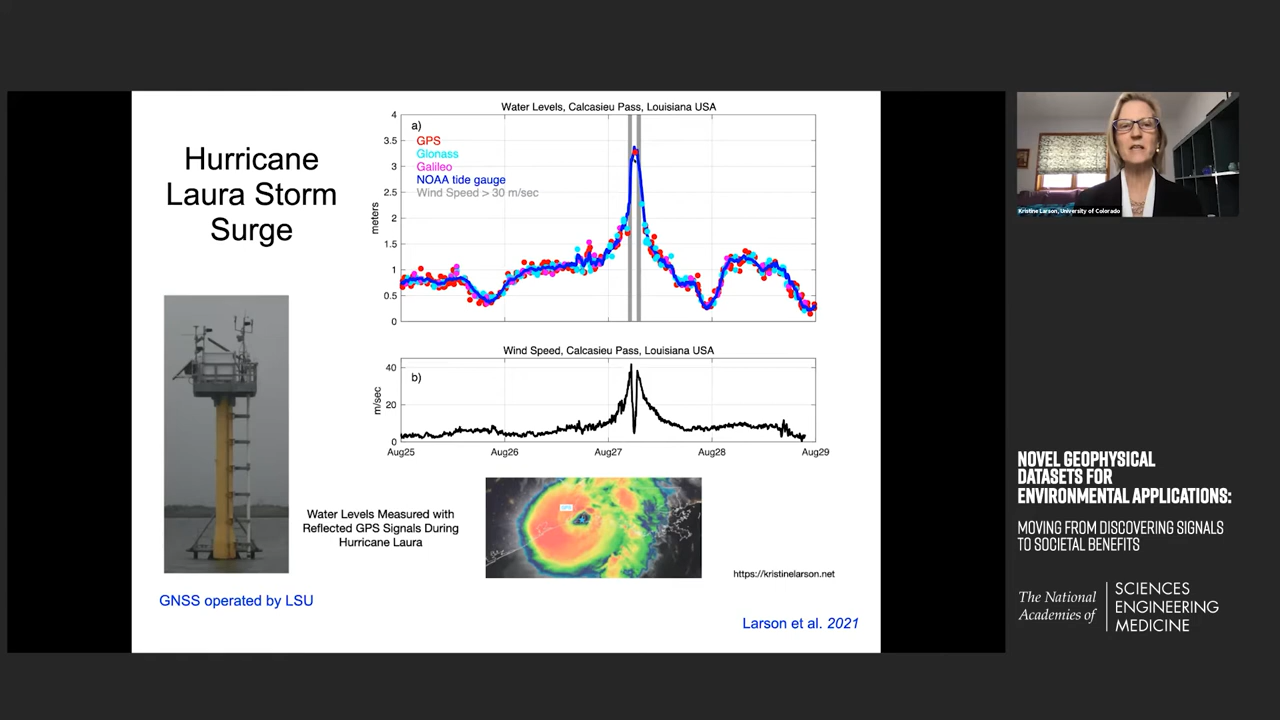 Hurricane
Laura Storm
Surge
GNSS operated by LSU
Water Levels, Calcasieu Pass, Louisiana USA
a)
GPS
Glonass
Galileo
NOAA tide gauge
Wind Speed > 30 m/sec
meters
4
3.5
3
2.5
2
1.5
1
0.5
0
Wind Speed, Calcasieu Pass, Louisiana USA
b)
m/sec
40
20
0
Aug25 Aug26 Aug27 Aug28 Aug29
Water Levels Measured with
Reflected GPS Signals During
Hurricane Laura
https://kristinelarson.net
Larson et al. 2021
Kristine Larson, University of Colorado
NOVEL GEOPHYSICAL
DATASETS FOR
ENVIRONMENTAL APPLICATIONS:
MOVING FROM DISCOVERING SIGNALS
TO SOCIETAL BENEFITS
The National
Academies of
SCIENCES
ENGINEERING
MEDICINE